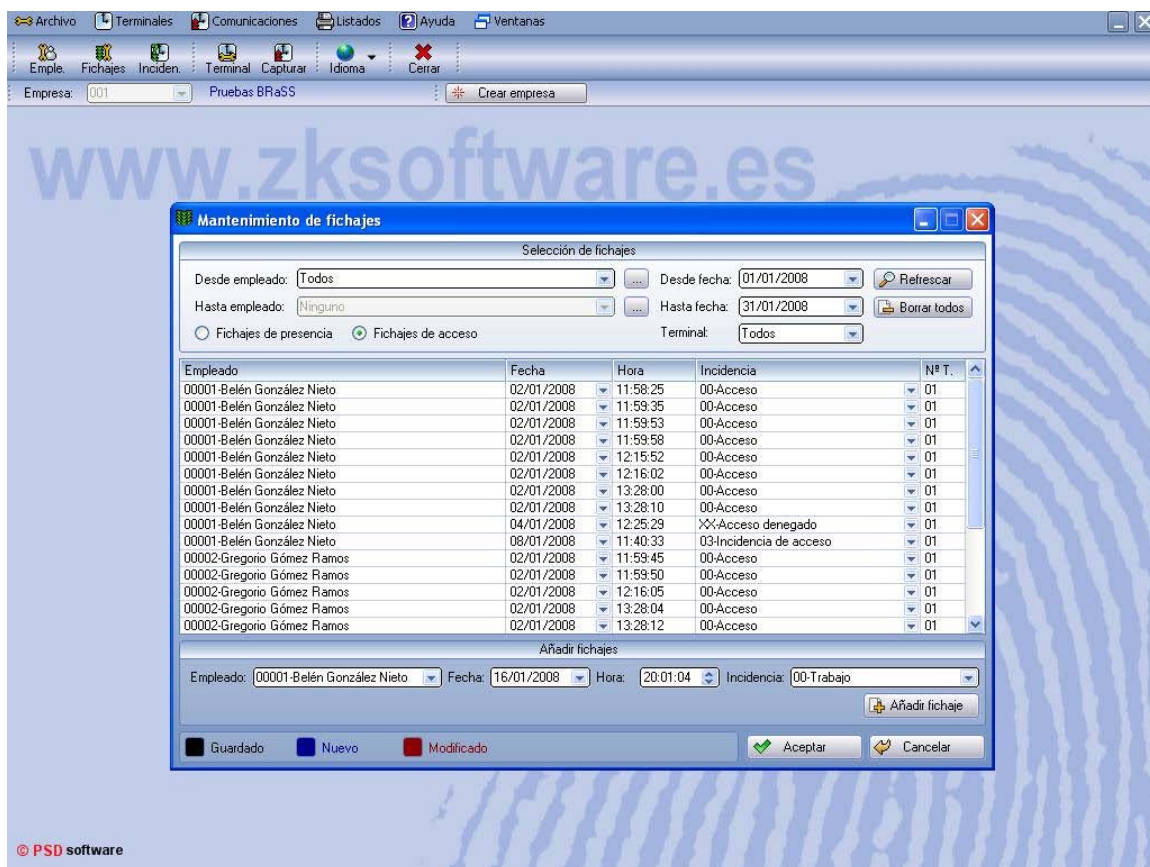 Archivo Terminales Comunicaciones Listados Ayuda Ventanas
Emple. Fichajes Inciden. Terminal Capturar Idioma Cerrar
Empresa: 001 Pruebas BRaSS Crear empresa
www.zksoftware.es
Mantenimiento de fichajes
Selección de fichajes
Desde empleado: Todos ... Desde fecha: 01/01/2008 Refrescar
Hasta empleado: Ninguno ... Hasta fecha: 31/01/2008 Borrar todos
Fichajes de presencia Fichajes de acceso Terminal: Todos
Empleado Fecha Hora Incidencia Nº T.
00001-Belén González Nieto 02/01/2008 11:58:25 00-Acceso 01
00001-Belén González Nieto 02/01/2008 11:59:35 00-Acceso 01
00001-Belén González Nieto 02/01/2008 11:59:53 00-Acceso 01
00001-Belén González Nieto 02/01/2008 11:59:58 00-Acceso 01
00001-Belén González Nieto 02/01/2008 12:15:52 00-Acceso 01
00001-Belén González Nieto 02/01/2008 12:16:02 00-Acceso 01
00001-Belén González Nieto 02/01/2008 13:28:00 00-Acceso 01
00001-Belén González Nieto 02/01/2008 13:28:10 00-Acceso 01
00001-Belén González Nieto 04/01/2008 12:25:29 XX-Acceso denegado 01
00001-Belén González Nieto 08/01/2008 11:40:33 03-Incidencia de acceso 01
00002-Gregorio Gómez Ramos 02/01/2008 11:59:45 00-Acceso 01
00002-Gregorio Gómez Ramos 02/01/2008 11:59:50 00-Acceso 01
00002-Gregorio Gómez Ramos 02/01/2008 12:16:05 00-Acceso 01
00002-Gregorio Gómez Ramos 02/01/2008 13:28:04 00-Acceso 01
00002-Gregorio Gómez Ramos 02/01/2008 13:28:12 00-Acceso 01
Añadir fichajes
Empleado: 00001-Belén González Nieto Fecha: 16/01/2008 Hora: 20:01:04 Incidencia: 00-Trabajo
Añadir fichaje
Guardado Nuevo Modificado Aceptar Cancelar
© PSD software